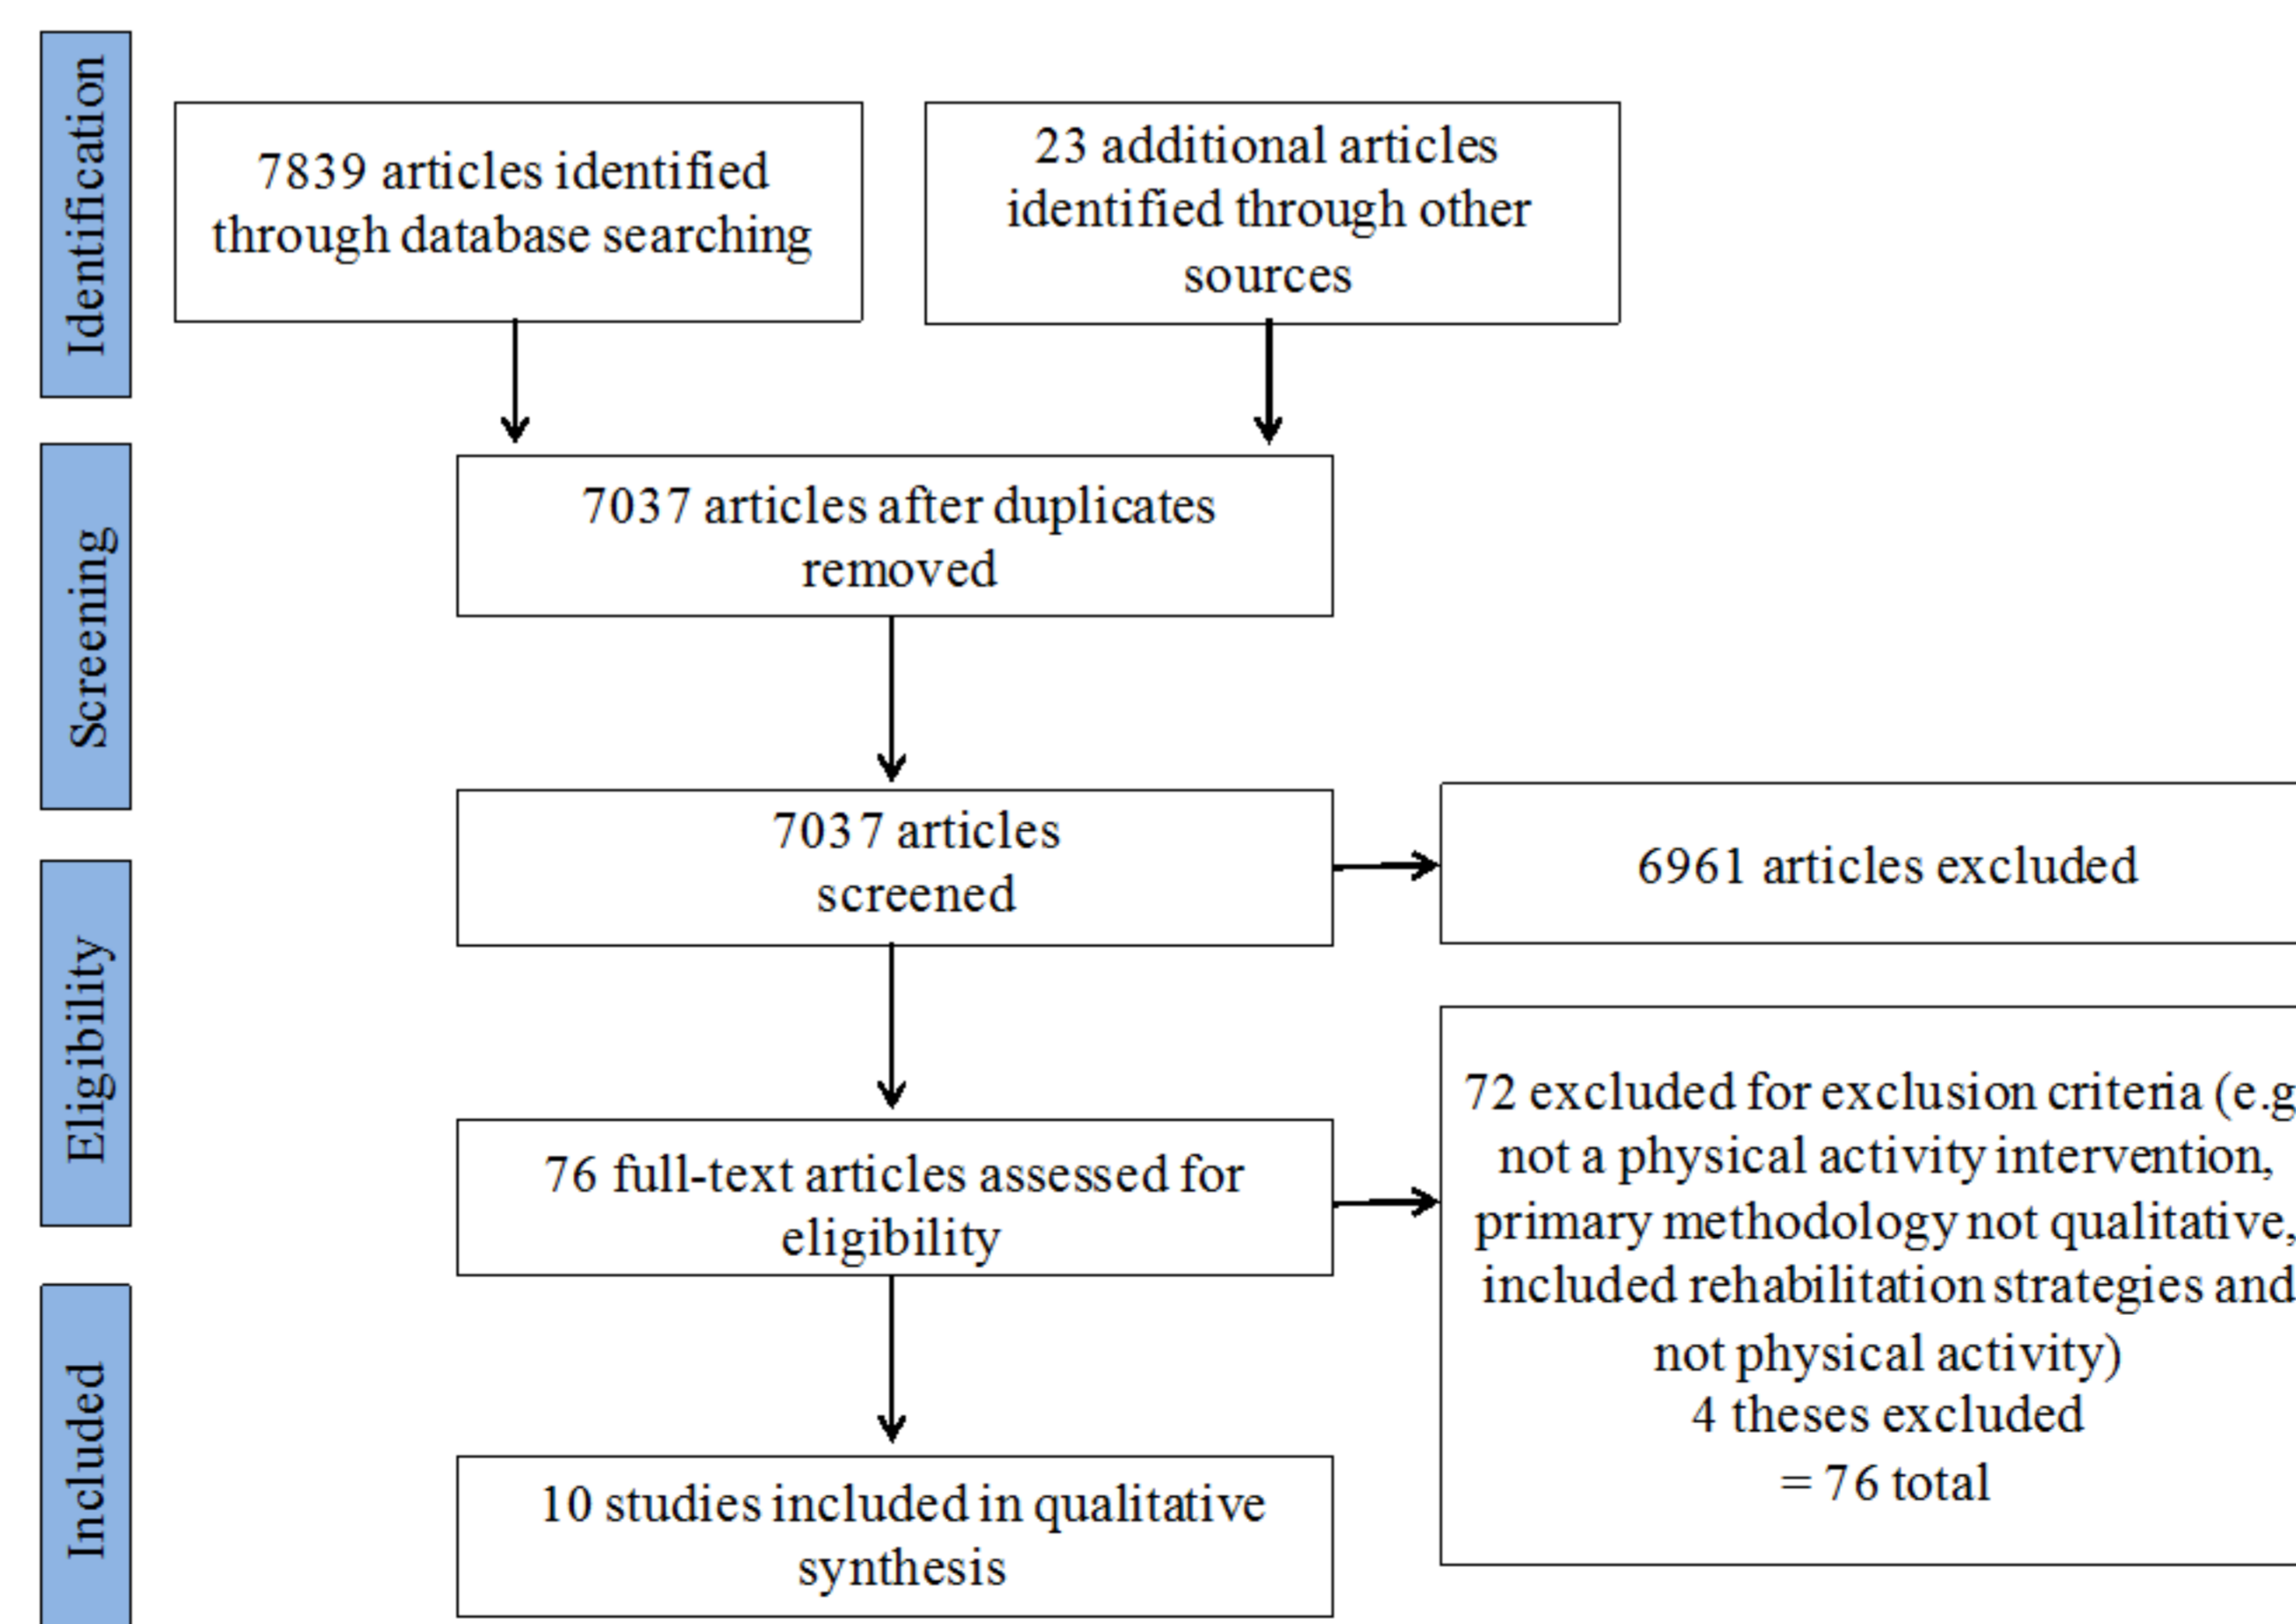 Identification
7839 articles identified
through database searching
23 additional articles
identified through other
sources
Screening
7037 articles after duplicates
removed
7037 articles
screened
6961 articles excluded
Eligibility
76 full-text articles assessed for
eligibility
72 excluded for exclusion criteria (e.g
not a physical activity intervention,
primary methodology not qualitative,
included rehabilitation strategies and
not physical activity)
4 theses excluded
= 76 total
Included
10 studies included in qualitative
synthesis